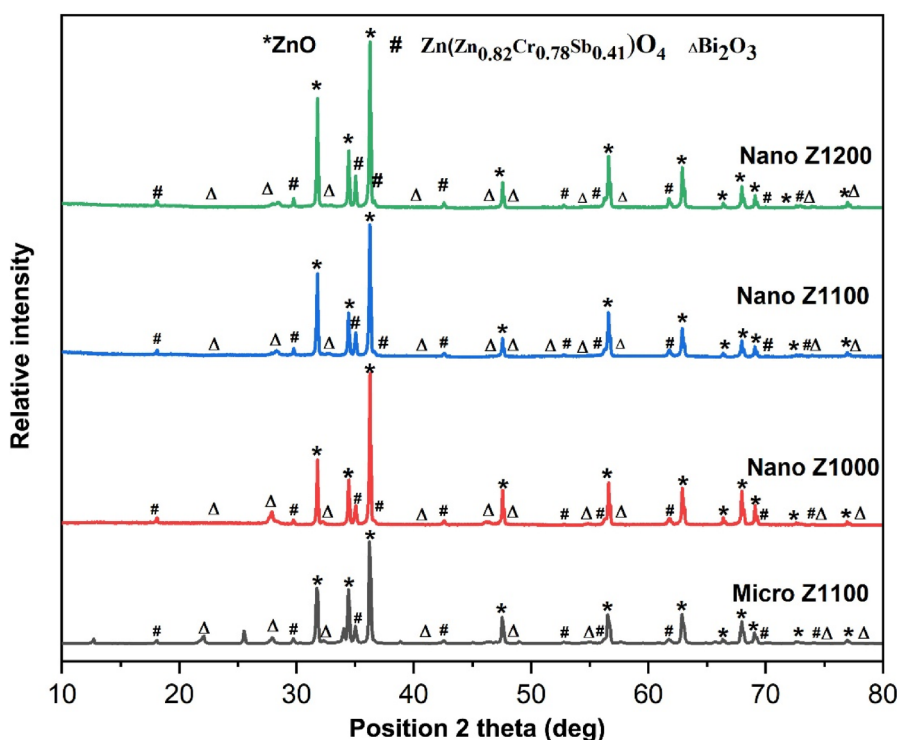 *ZnO # Zn(Zn0.82Cr0.78Sb0.41)O4 ΔBi2O3
Nano Z1200
Nano Z1100
Nano Z1000
Micro Z1100
Relative intensity
10 20 30 40 50 60 70 80
Position 2 theta (deg)